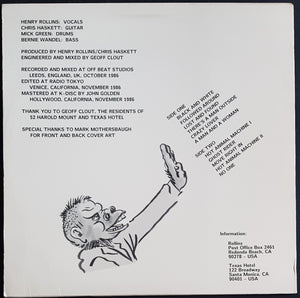 HENRY ROLLINS: VOCALS
CHRIS HASKETT: GUITAR
MICK GREEN: DRUMS
BERNIE WANDEL: BASS
PRODUCED BY HENRY ROLLINS/CHRIS HASKETT
ENGINEERED AND MIXED BY GEOFF CLOUT
RECORDED AND MIXED AT OFF BEAT STUDIOS
LEEDS, ENGLAND, UK. OCTOBER 1986
EDITED AT RADIO TOKYO
VENICE, CALIFORNIA, NOVEMBER 1986
MASTERED AT K-DISC BY JOHN GOLDEN
HOLLYWOOD, CALIFORNIA, NOVEMBER 1986
THANK YOU TO GEOFF CLOUT, THE RESIDENTS OF
52 HAROLD MOUNT AND TEXAS HOTEL
SPECIAL THANKS TO MARK MOTHERSBAUGH
FOR FRONT AND BACK COVER ART
SIDE ONE
BLACK AND WHITE
FOLLOWED AROUND
LOST AND FOUND
THERE'S A MAN OUTSIDE
CRAZY LOVER
A MAN AND A WOMAN
SIDE TWO
HOT ANIMAL MACHINE I
GHOST RIDER
MOVE RIGHT IN
HOT ANIMAL MACHINE II
NO ONE
Information:
Rollins
Post Office Box 2461
Redondo Beach, CA
90278 - USA
Texas Hotel
122 Broadway
Santa Monica, CA
90401 - USA